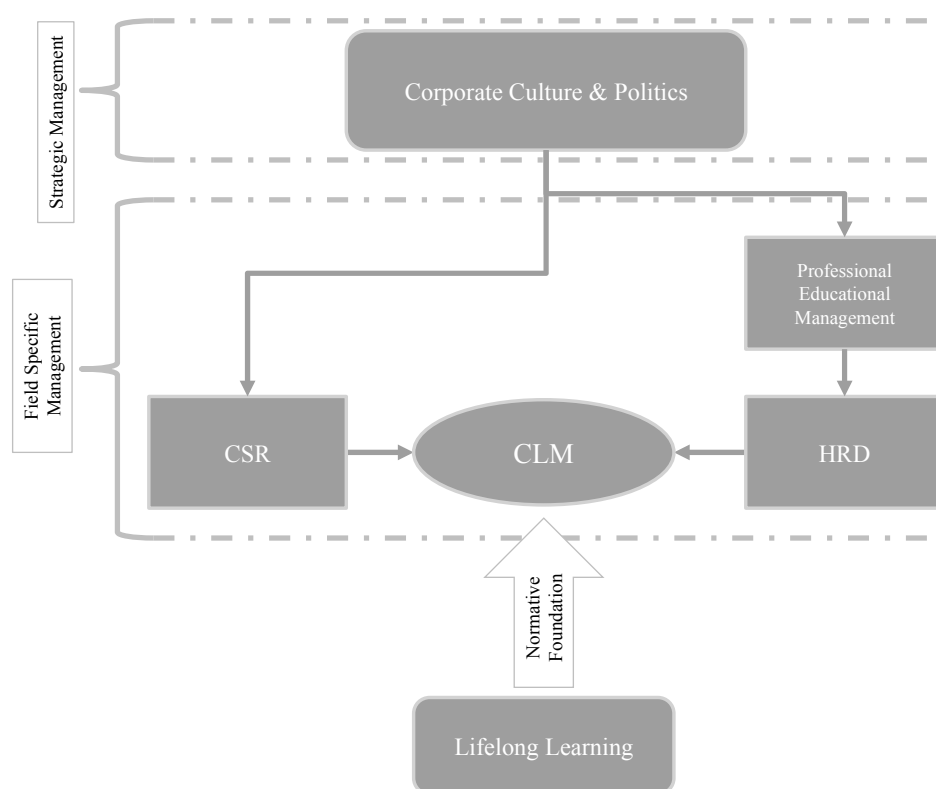 Strategic Management
Corporate Culture & Politics
Field Specific
Management
Professional
Educational
Management
CSR
CLM
HRD
Normative
Foundation
Lifelong Learning